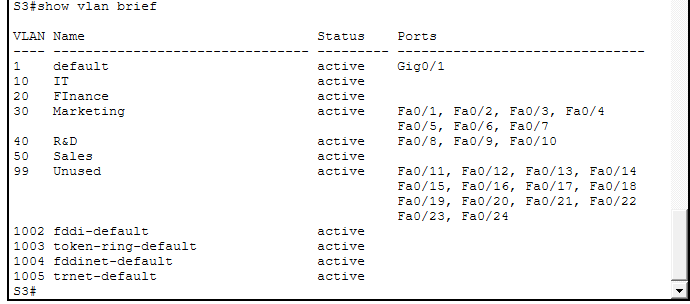 S3#show vlan brief
VLAN Name                             Status    Ports
---- -------------------------------- --------- -------------------------------
1    default                          active    Gig0/1
10   IT                               active
20   FInance                          active
30   Marketing                        active    Fa0/1, Fa0/2, Fa0/3, Fa0/4
                                                Fa0/5, Fa0/6, Fa0/7
40   R&D                              active    Fa0/8, Fa0/9, Fa0/10
50   Sales                            active
99   Unused                           active    Fa0/11, Fa0/12, Fa0/13, Fa0/14
                                                Fa0/15, Fa0/16, Fa0/17, Fa0/18
                                                Fa0/19, Fa0/20, Fa0/21, Fa0/22
                                                Fa0/23, Fa0/24
1002 fddi-default                     active
1003 token-ring-default               active
1004 fddinet-default                  active
1005 trnet-default                    active
S3#